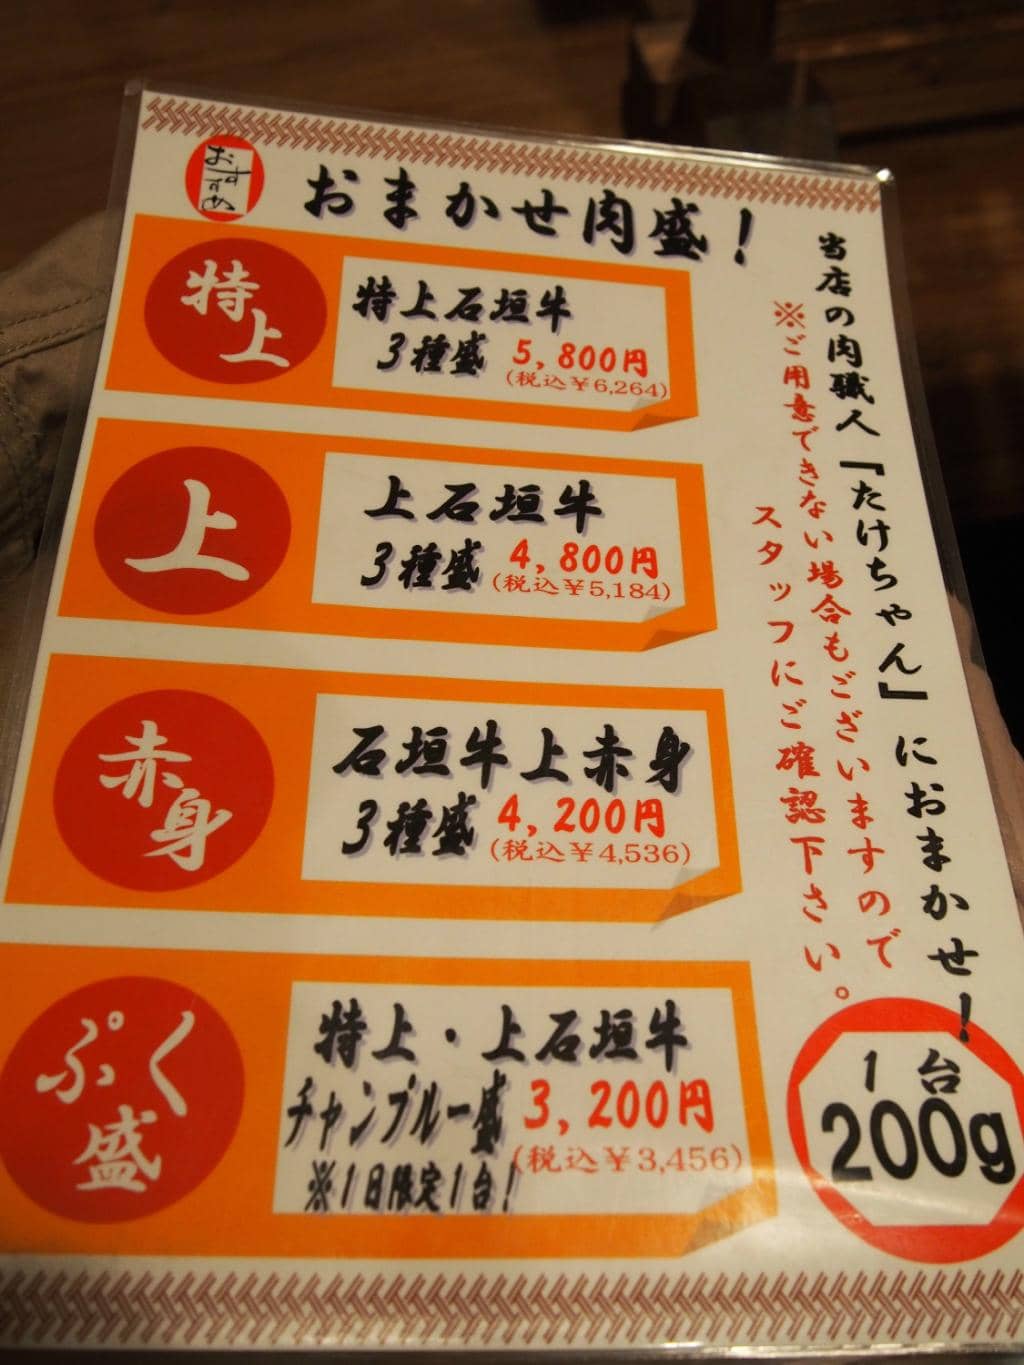 おすすめ
おまかせ肉盛！
特上
特上石垣牛
3種盛 5,800円
(税込￥6,264)
上
上石垣牛
3種盛 4,800円
(税込￥5,184)
赤身
石垣牛上赤身
3種盛 4,200円
(税込￥4,536)
ぷく盛
特上・上石垣牛
チャンプルー盛 3,200円
(税込￥3,456)
※1日限定1台！
当店の肉職人『たけちゃん』におまかせ！
※ご用意できない場合もございますので
スタッフにご確認下さい。
1台
200g